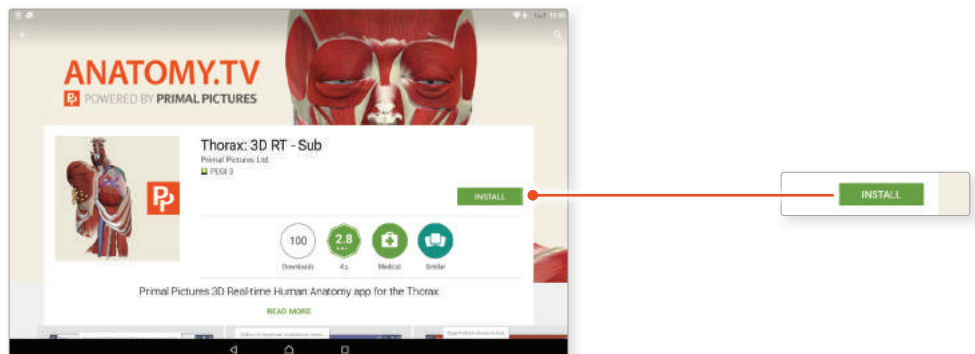 ANATOMY.TV
POWERED BY PRIMAL PICTURES
Thorax: 3D RT - Sub
Primal Pictures Ltd.
PEGI 3
INSTALL
INSTALL
100
2.8
Downloads
Medical
Similar
Primal Pictures 3D Real-time Human Anatomy app for the Thorax
READ MORE